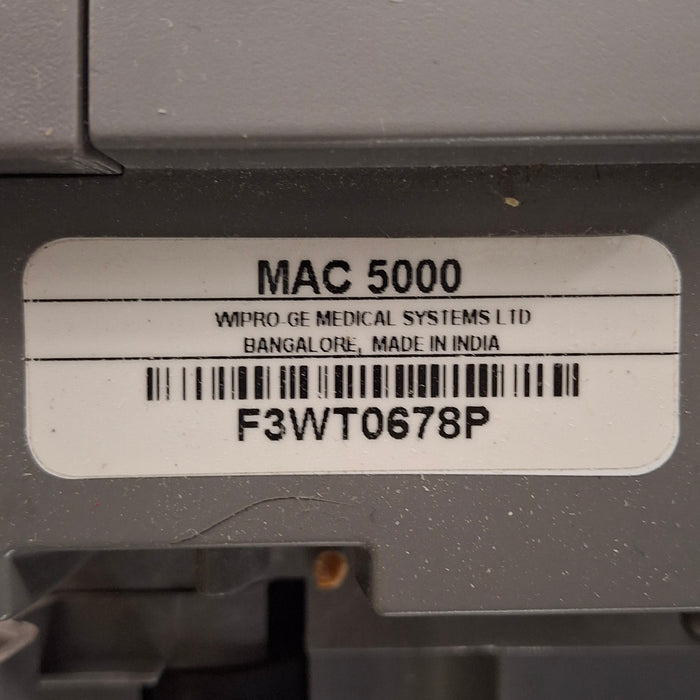 MAC 5000
WIPRO-GE MEDICAL SYSTEMS LTD
BANGALORE, MADE IN INDIA
F3WT0678P